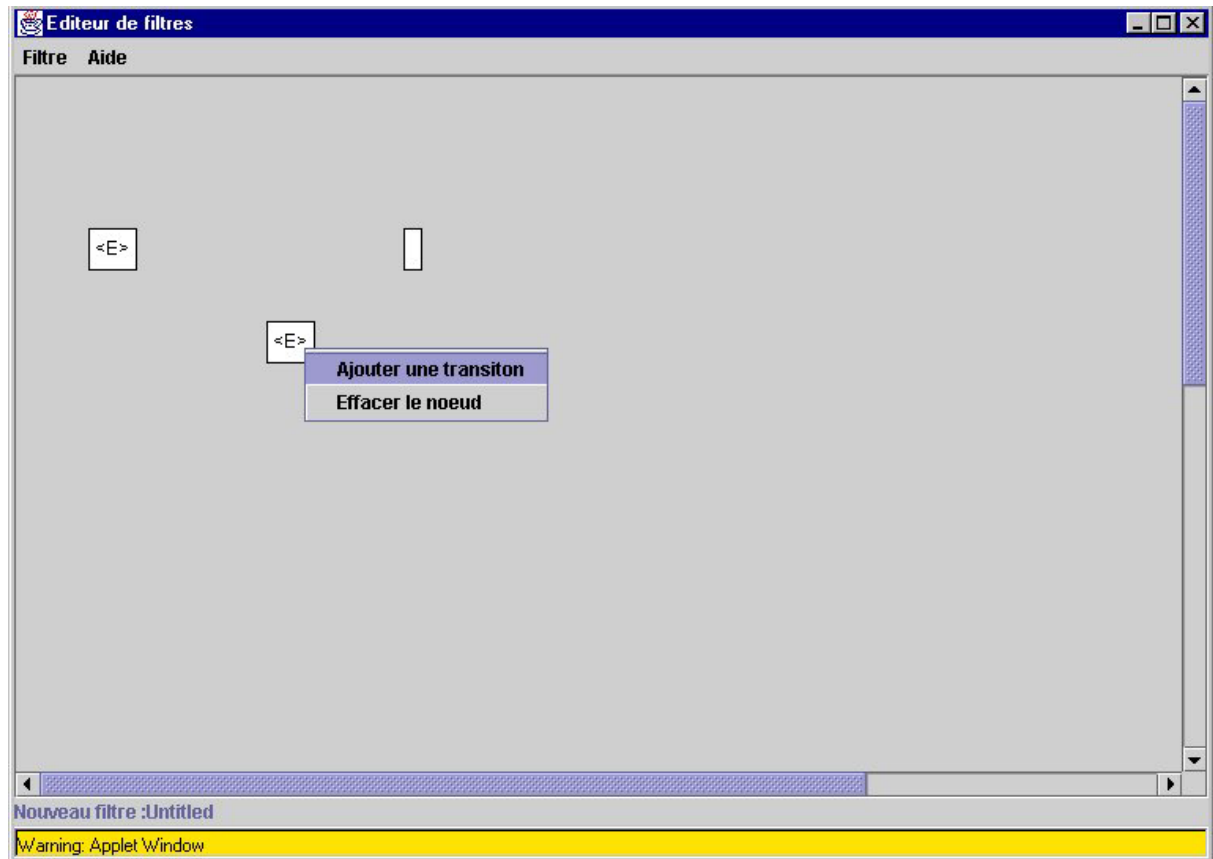 Editeur de filtres
Filtre Aide
<E>
<E>
Ajouter une transiton
Effacer le noeud
Nouveau filtre :Untitled
Warning: Applet Window